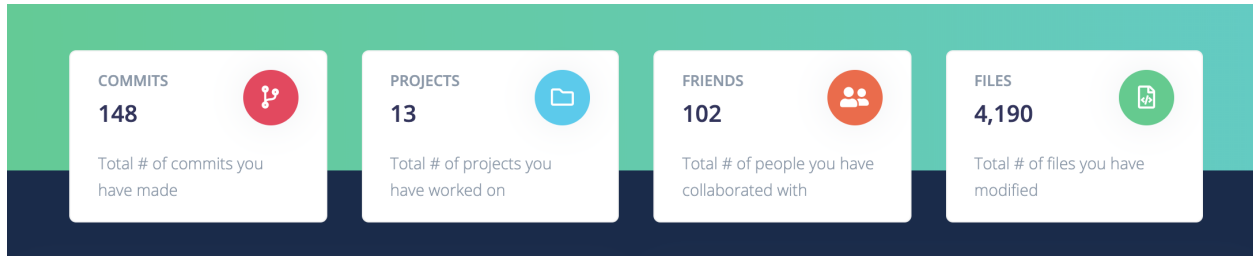 COMMITS
148
Total # of commits you
have made
PROJECTS
13
Total # of projects you
have worked on
FRIENDS
102
Total # of people you have
collaborated with
FILES
4,190
Total # of files you have
modified